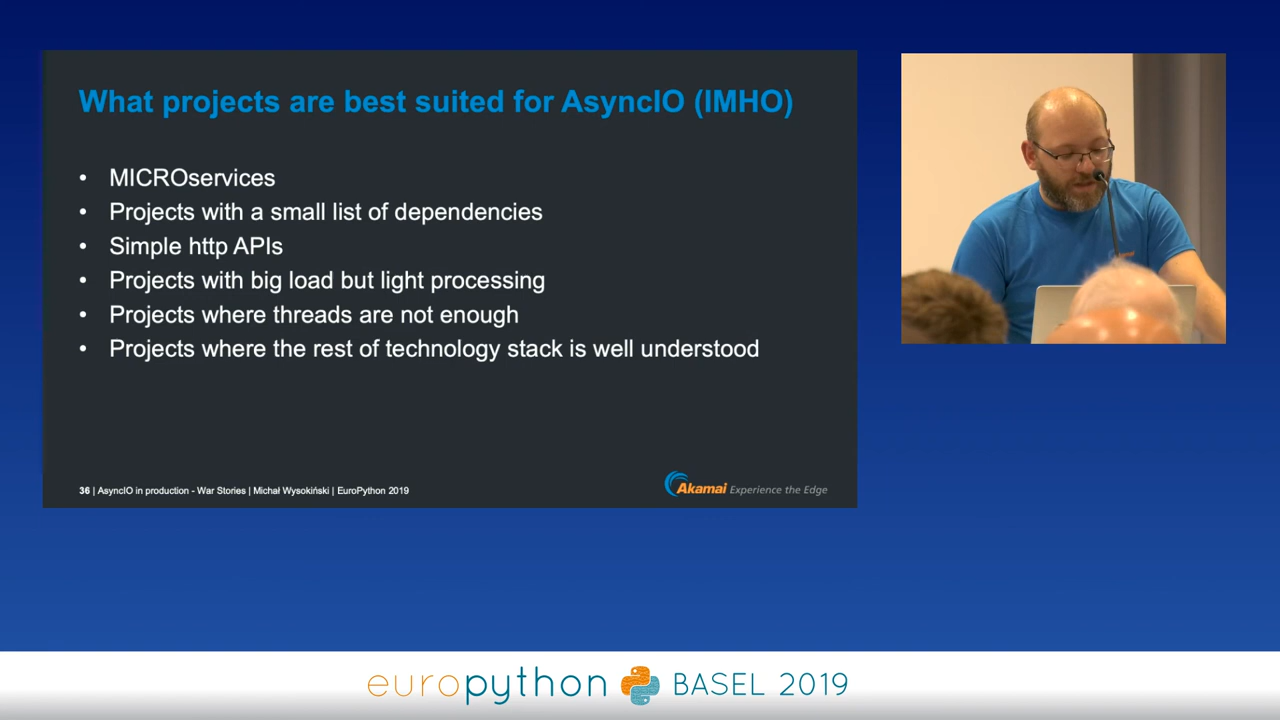 What projects are best suited for AsyncIO (IMHO)
• MICROservices
• Projects with a small list of dependencies
• Simple http APIs
• Projects with big load but light processing
• Projects where threads are not enough
• Projects where the rest of technology stack is well understood
36 | AsyncIO in production - War Stories | Michał Wysokiński | EuroPython 2019
Akamai Experience the Edge
europython BASEL 2019